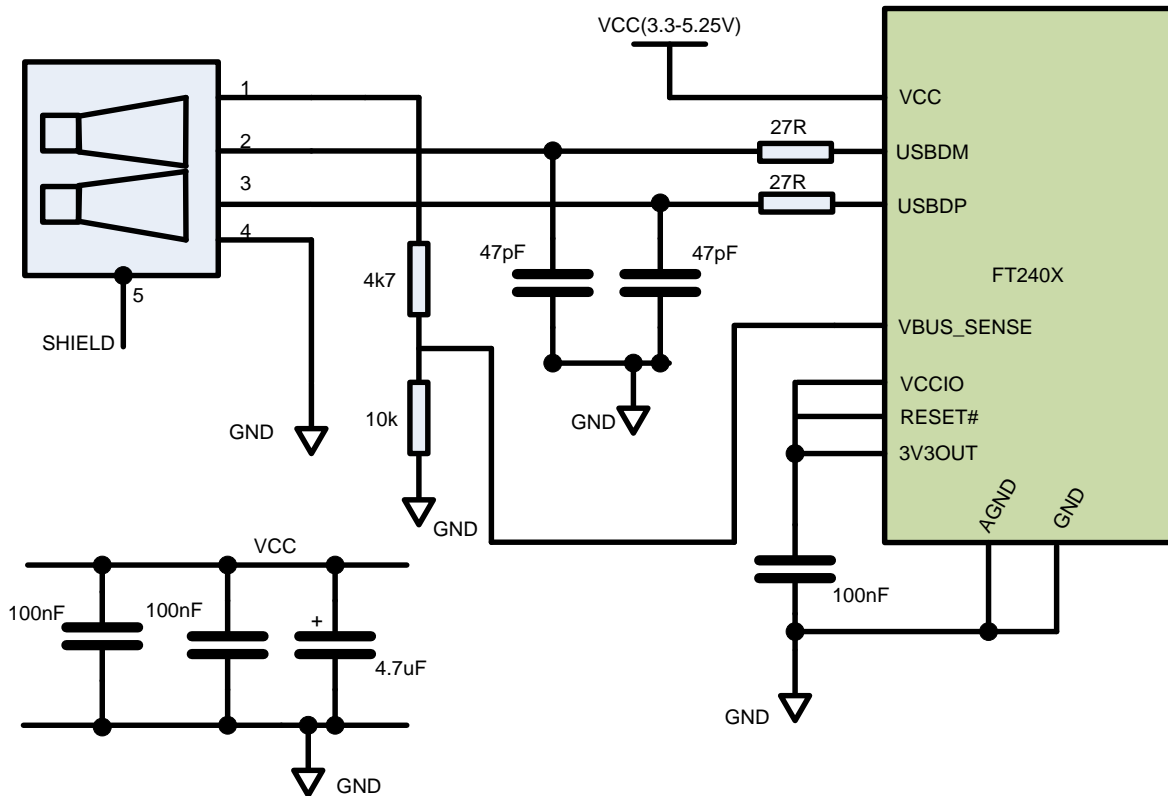 VCC(3.3-5.25V)
1
VCC
27R
2
USBDM
27R
3
USBDP
4
47pF
47pF
4k7
FT240X
5
VBUS_SENSE
SHIELD
VCCIO
10k
RESET#
GND
GND
3V3OUT
AGND
GND
GND
VCC
100nF
100nF
100nF
+
4.7uF
GND
GND